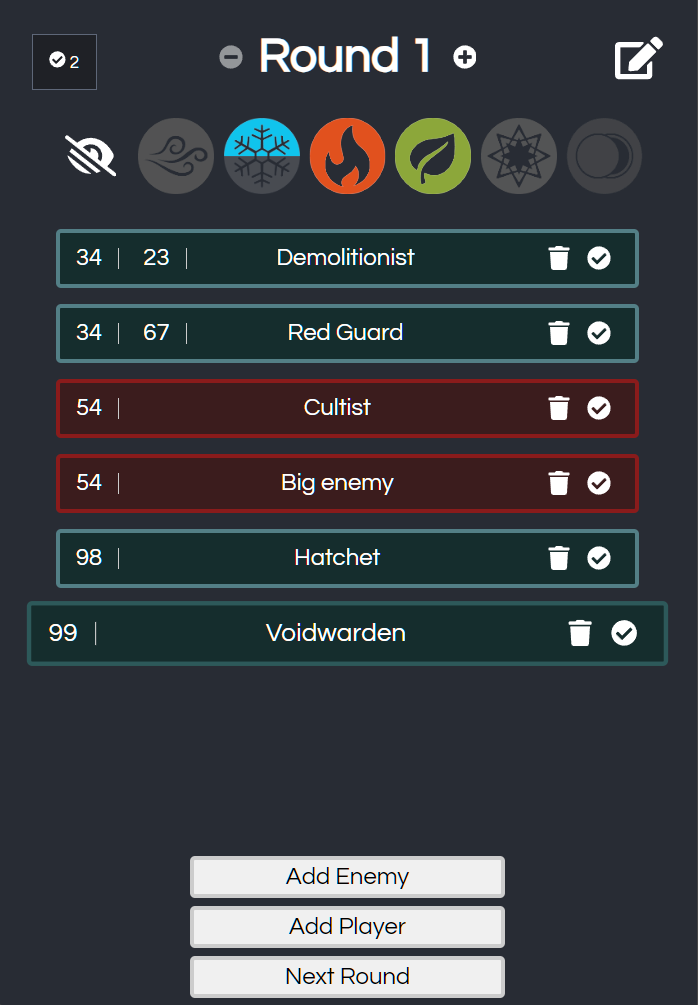 2
Round 1
34 | 23 | Demolitionist
34 | 67 | Red Guard
54 | Cultist
54 | Big enemy
98 | Hatchet
99 | Voidwarden
Add Enemy
Add Player
Next Round